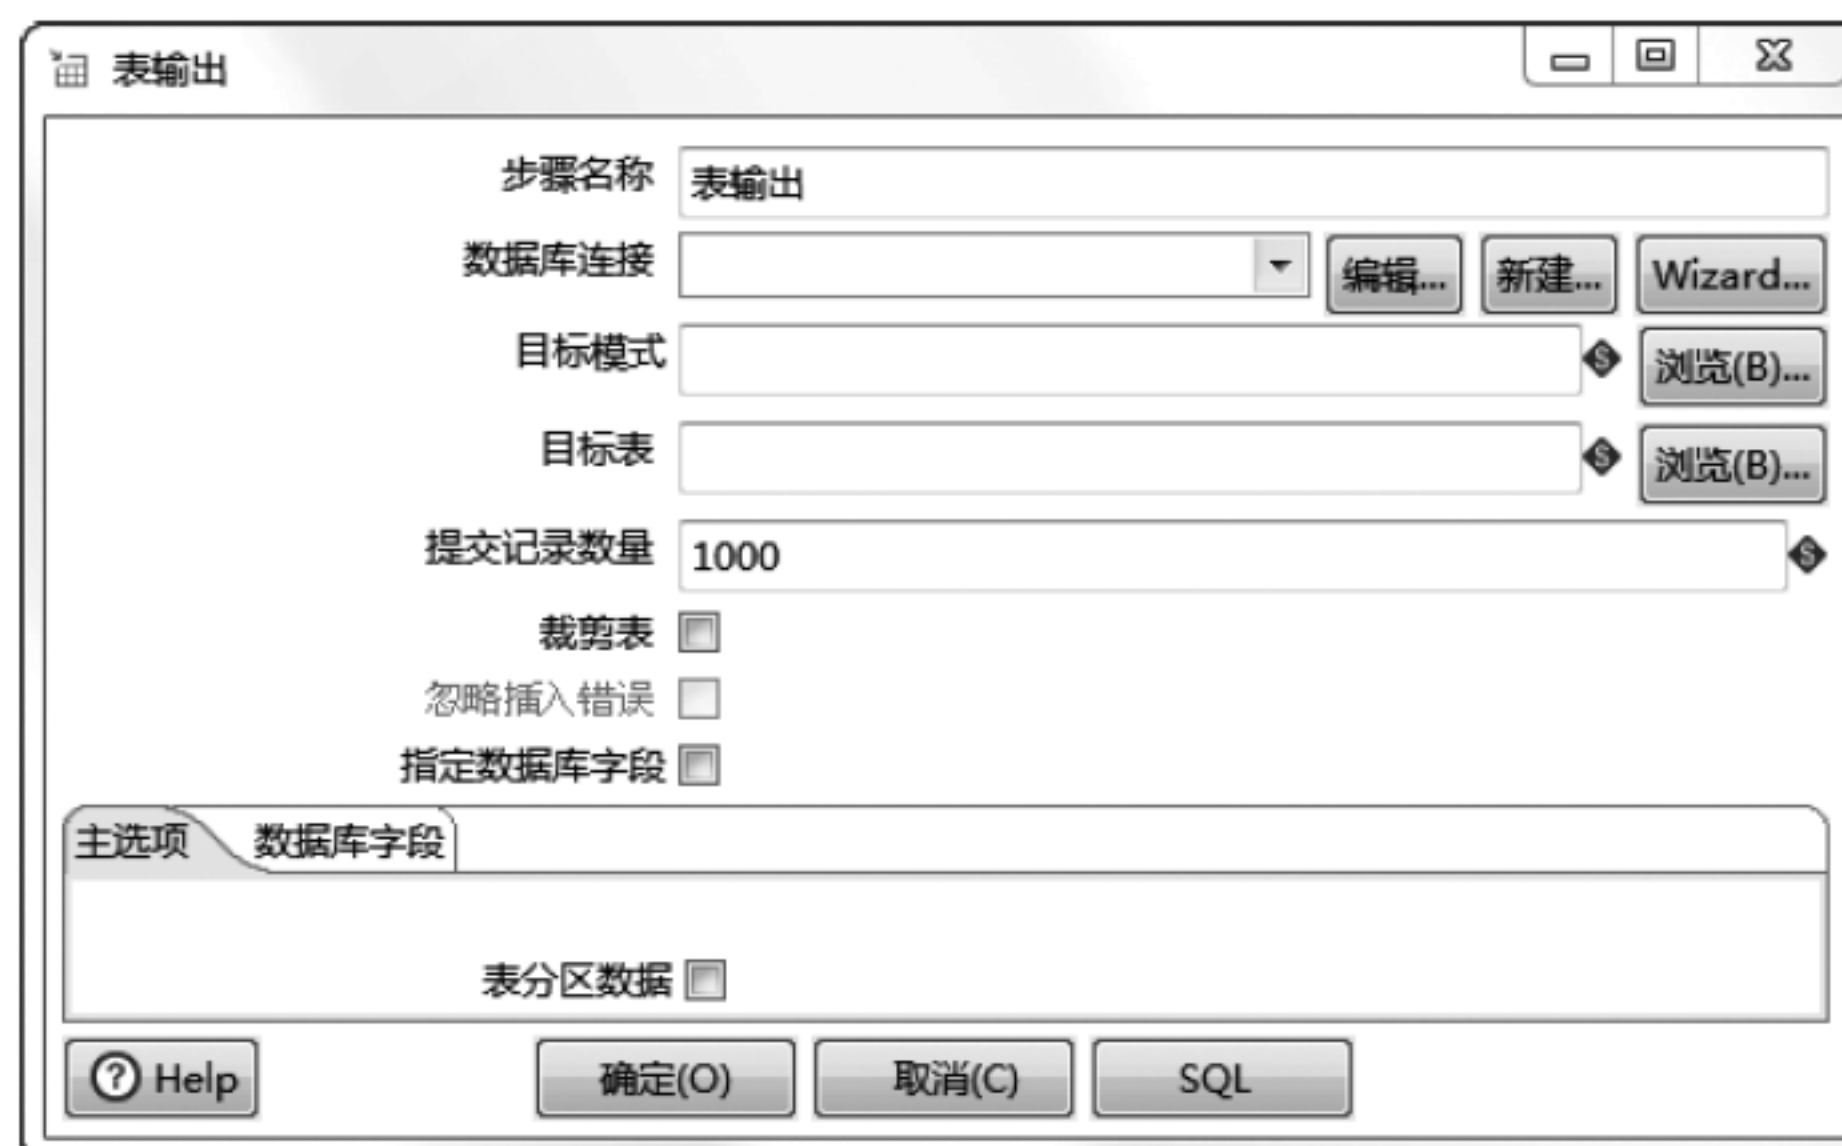 表输出
步骤名称 表输出
数据库连接 编辑... 新建... Wizard...
目标模式 浏览(B)...
目标表 浏览(B)...
提交记录数量 1000
裁剪表
忽略插入错误
指定数据库字段
主选项 数据库字段
表分区数据
Help 确定(O) 取消(C) SQL